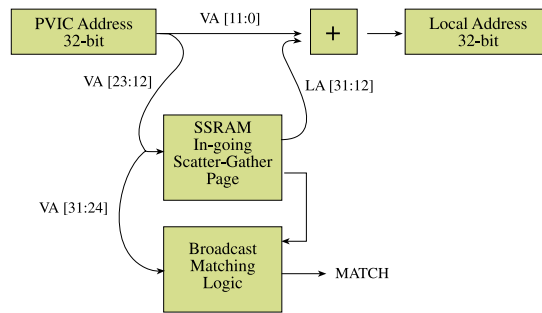 PVIC Address
32-bit
VA [11:0]
+
Local Address
32-bit
VA [23:12]
LA [31:12]
SSRAM
In-going
Scatter-Gather
Page
VA [31:24]
Broadcast
Matching
Logic
MATCH